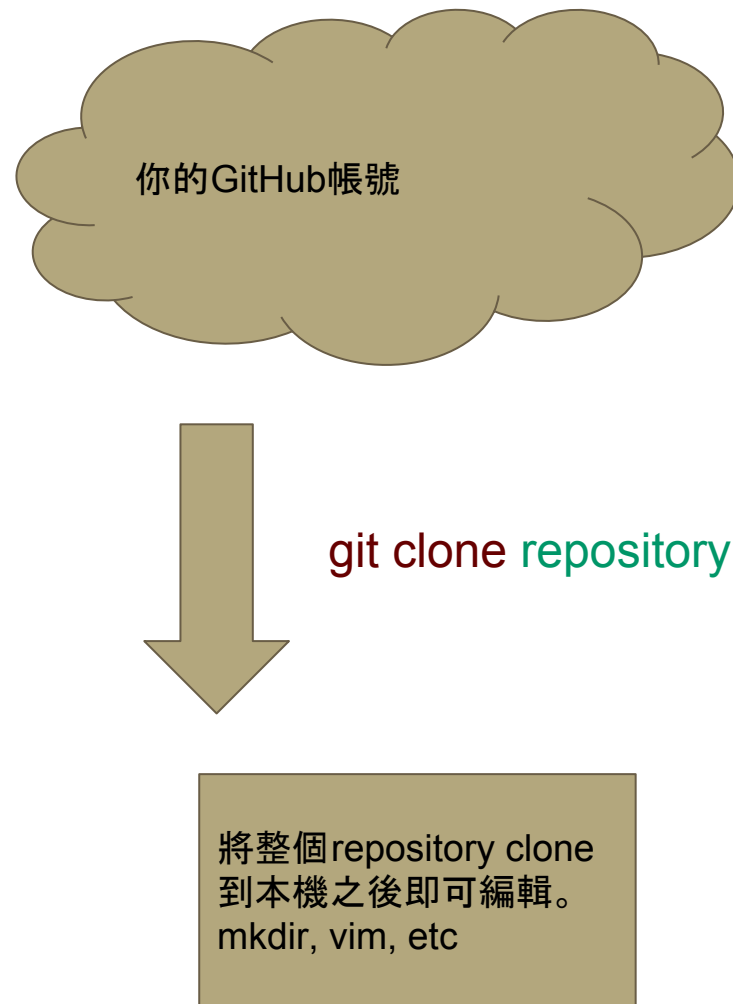 你的GitHub帳號
git clone repository
將整個repository clone
到本機之後即可編輯。
mkdir, vim, etc